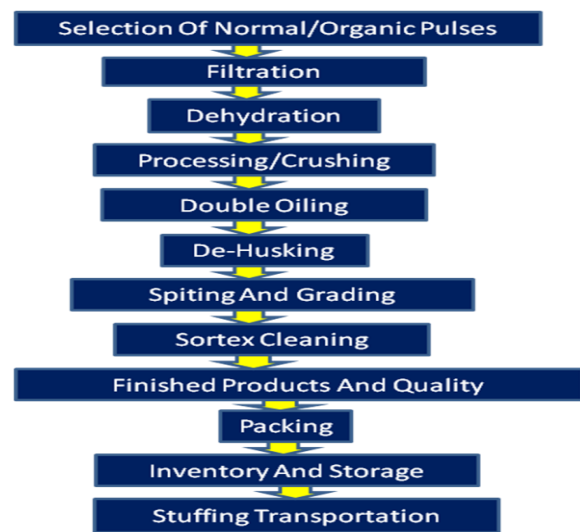 Selection Of Normal/Organic Pulses
Filtration
Dehydration
Processing/Crushing
Double Oiling
De-Husking
Spiting And Grading
Sortex Cleaning
Finished Products And Quality
Packing
Inventory And Storage
Stuffing Transportation